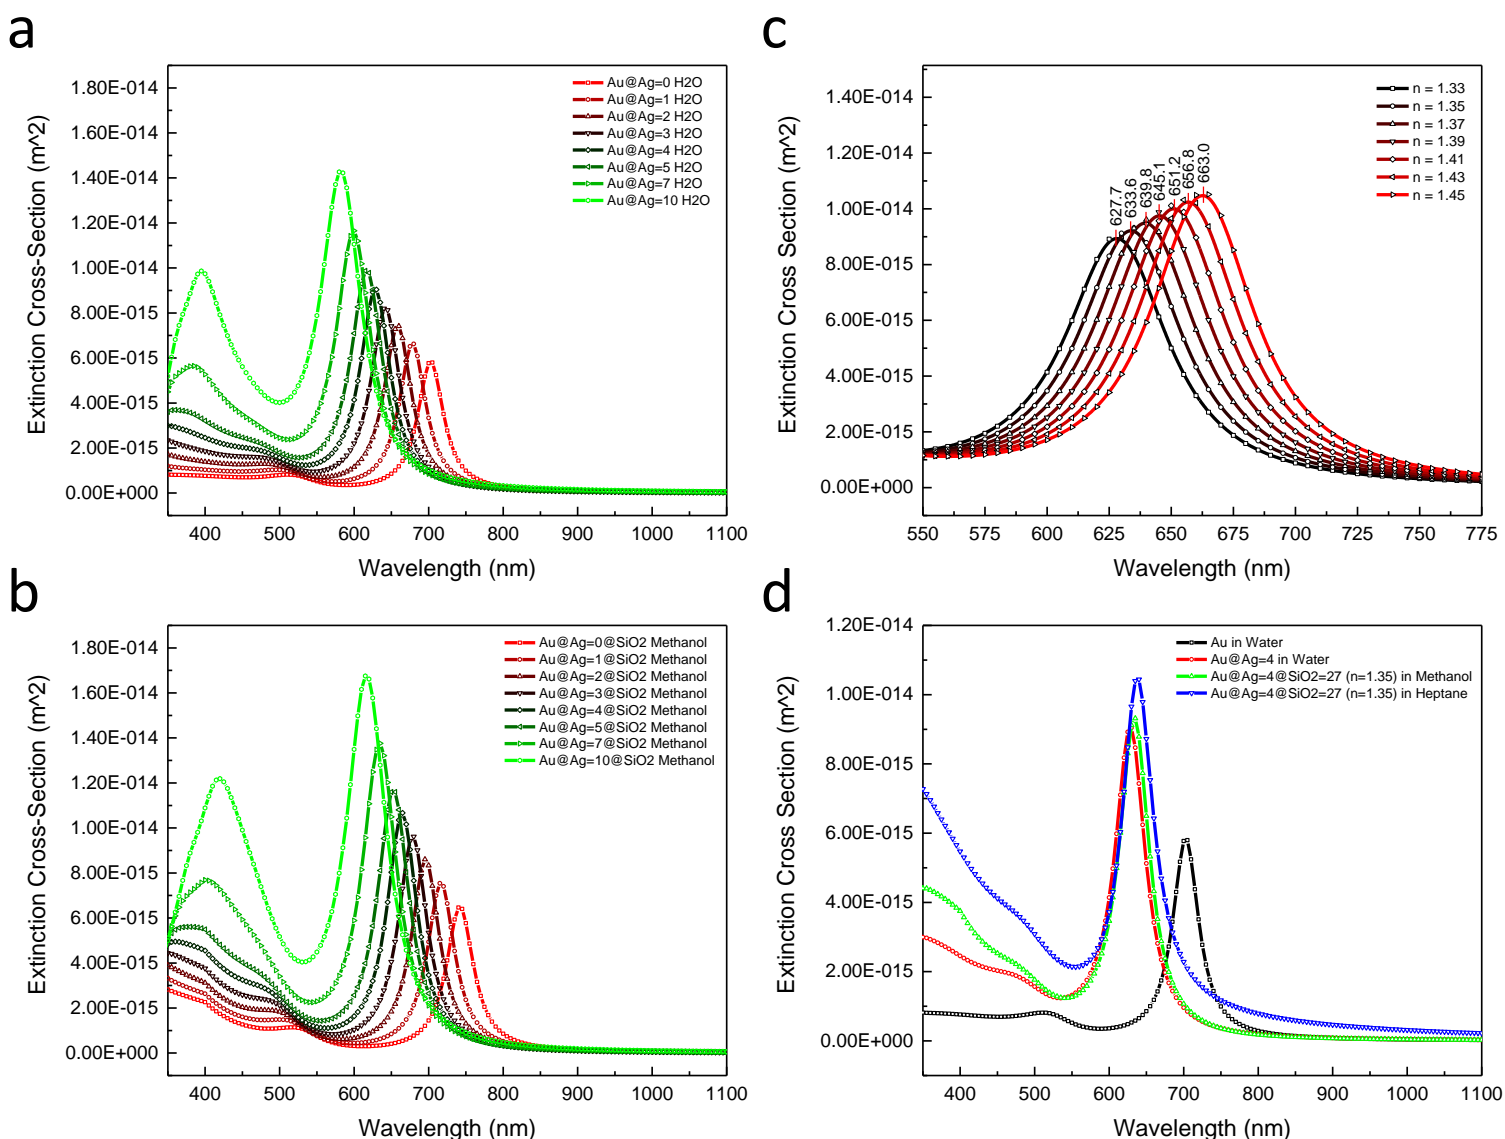 a
Extinction Cross-Section (m^2)
1.80E-014
1.60E-014
1.40E-014
1.20E-014
1.00E-014
8.00E-015
6.00E-015
4.00E-015
2.00E-015
0.00E+000
Au@Ag=0 H2O
Au@Ag=1 H2O
Au@Ag=2 H2O
Au@Ag=3 H2O
Au@Ag=4 H2O
Au@Ag=5 H2O
Au@Ag=7 H2O
Au@Ag=10 H2O
400 500 600 700 800 900 1000 1100
Wavelength (nm)
c
Extinction Cross Section (m^2)
1.40E-014
1.20E-014
1.00E-014
8.00E-015
6.00E-015
4.00E-015
2.00E-015
0.00E+000
n = 1.33
n = 1.35
n = 1.37
n = 1.39
n = 1.41
n = 1.43
n = 1.45
627.7
633.6
639.8
645.1
651.2
656.8
663.0
550 575 600 625 650 675 700 725 750 775
Wavelength (nm)
b
Extinction Cross-Section (m^2)
1.80E-014
1.60E-014
1.40E-014
1.20E-014
1.00E-014
8.00E-015
6.00E-015
4.00E-015
2.00E-015
0.00E+000
Au@Ag=0@SiO2 Methanol
Au@Ag=1@SiO2 Methanol
Au@Ag=2@SiO2 Methanol
Au@Ag=3@SiO2 Methanol
Au@Ag=4@SiO2 Methanol
Au@Ag=5@SiO2 Methanol
Au@Ag=7@SiO2 Methanol
Au@Ag=10@SiO2 Methanol
400 500 600 700 800 900 1000 1100
Wavelength (nm)
d
Extinction Cross Section (m^2)
1.20E-014
1.00E-014
8.00E-015
6.00E-015
4.00E-015
2.00E-015
0.00E+000
Au in Water
Au@Ag=4 in Water
Au@Ag=4@SiO2=27 (n=1.35) in Methanol
Au@Ag=4@SiO2=27 (n=1.35) in Heptane
400 500 600 700 800 900 1000 1100
Wavelength (nm)